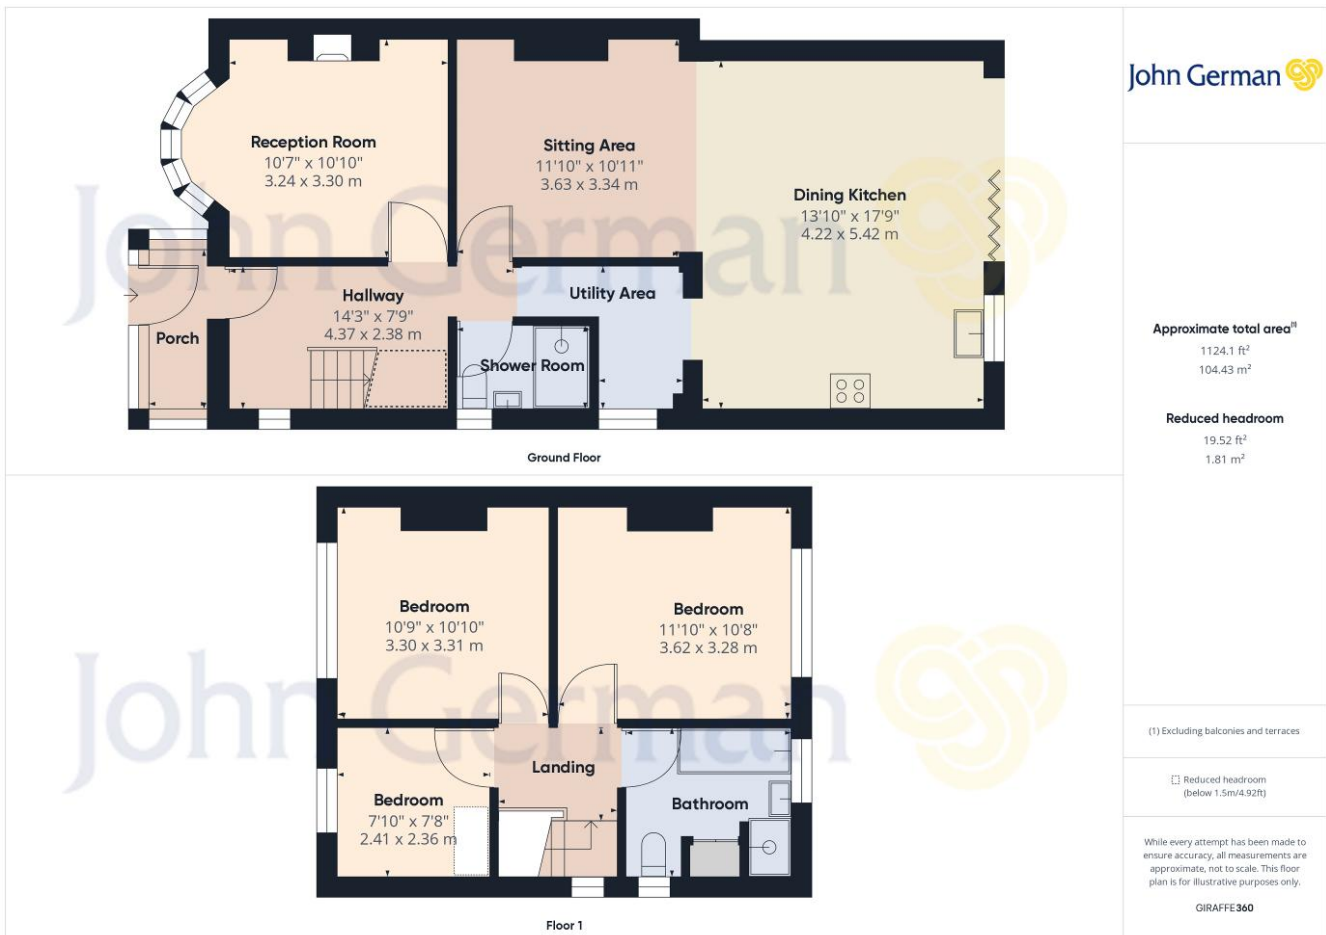 Reception Room
10'7" x 10'10"
3.24 x 3.30 m
Sitting Area
11'10" x 10'11"
3.63 x 3.34 m
Dining Kitchen
13'10" x 17'9"
4.22 x 5.42 m
Hallway
14'3" x 7'9"
4.37 x 2.38 m
Utility Area
Porch
Shower Room
Ground Floor
John German
Bedroom
10'9" x 10'10"
3.30 x 3.31 m
Bedroom
11'10" x 10'8"
3.62 x 3.28 m
Landing
Bedroom
7'10" x 7'8"
2.41 x 2.36 m
Bathroom
Floor 1
John German
John German
Approximate total area(1)
1124.1 ft²
104.43 m²
Reduced headroom
19.52 ft²
1.81 m²
(1) Excluding balconies and terraces
Reduced headroom
(below 1.5m/4.92ft)
While every attempt has been made to
ensure accuracy, all measurements are
approximate, not to scale. This floor
plan is for illustrative purposes only.
GIRAFFE360